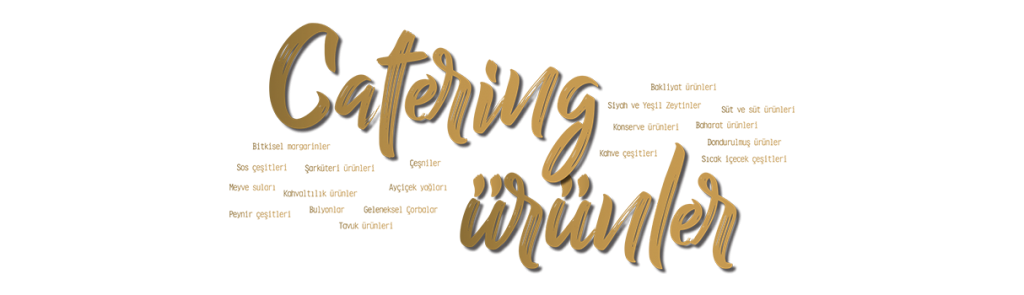 Catering
ürünler
Bakliyat ürünleri
Siyah ve Yeşil Zeytinler
Süt ve süt ürünleri
Konserve ürünleri
Baharat ürünleri
Dondurulmuş ürünler
Kahve çeşitleri
Sıcak içecek çeşitleri
Bitkisel margarinler
Sos çeşitleri
Şarküteri ürünleri
Çeşniler
Meyve suları
Kahvaltılık ürünler
Ayçiçek yağları
Peynir çeşitleri
Bulyonlar
Geleneksel Çorbalar
Tavuk ürünleri